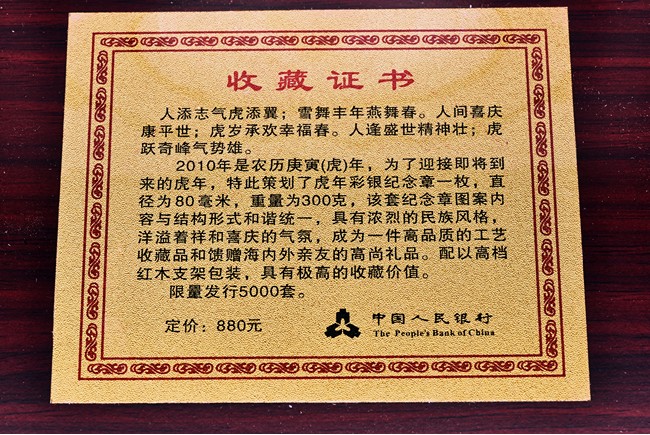 收藏证书
人添志气虎添翼；雪舞丰年燕舞春。人间喜庆
康平世；虎岁承欢幸福春。人逢盛世精神壮；虎
跃奇峰气势雄。
2010年是农历庚寅(虎)年，为了迎接即将到
来的虎年，特此策划了虎年彩银纪念章一枚，直
径为80毫米，重量为300克，该套纪念章图案内
容与结构形式和谐统一，具有浓烈的民族风格，
洋溢着祥和喜庆的气氛，成为一件高品质的工艺
收藏品和馈赠海内外亲友的高尚礼品。配以高档
红木支架包装，具有极高的收藏价值。
限量发行5000套。
定价：880元
中国人民银行
The People's Bank of China